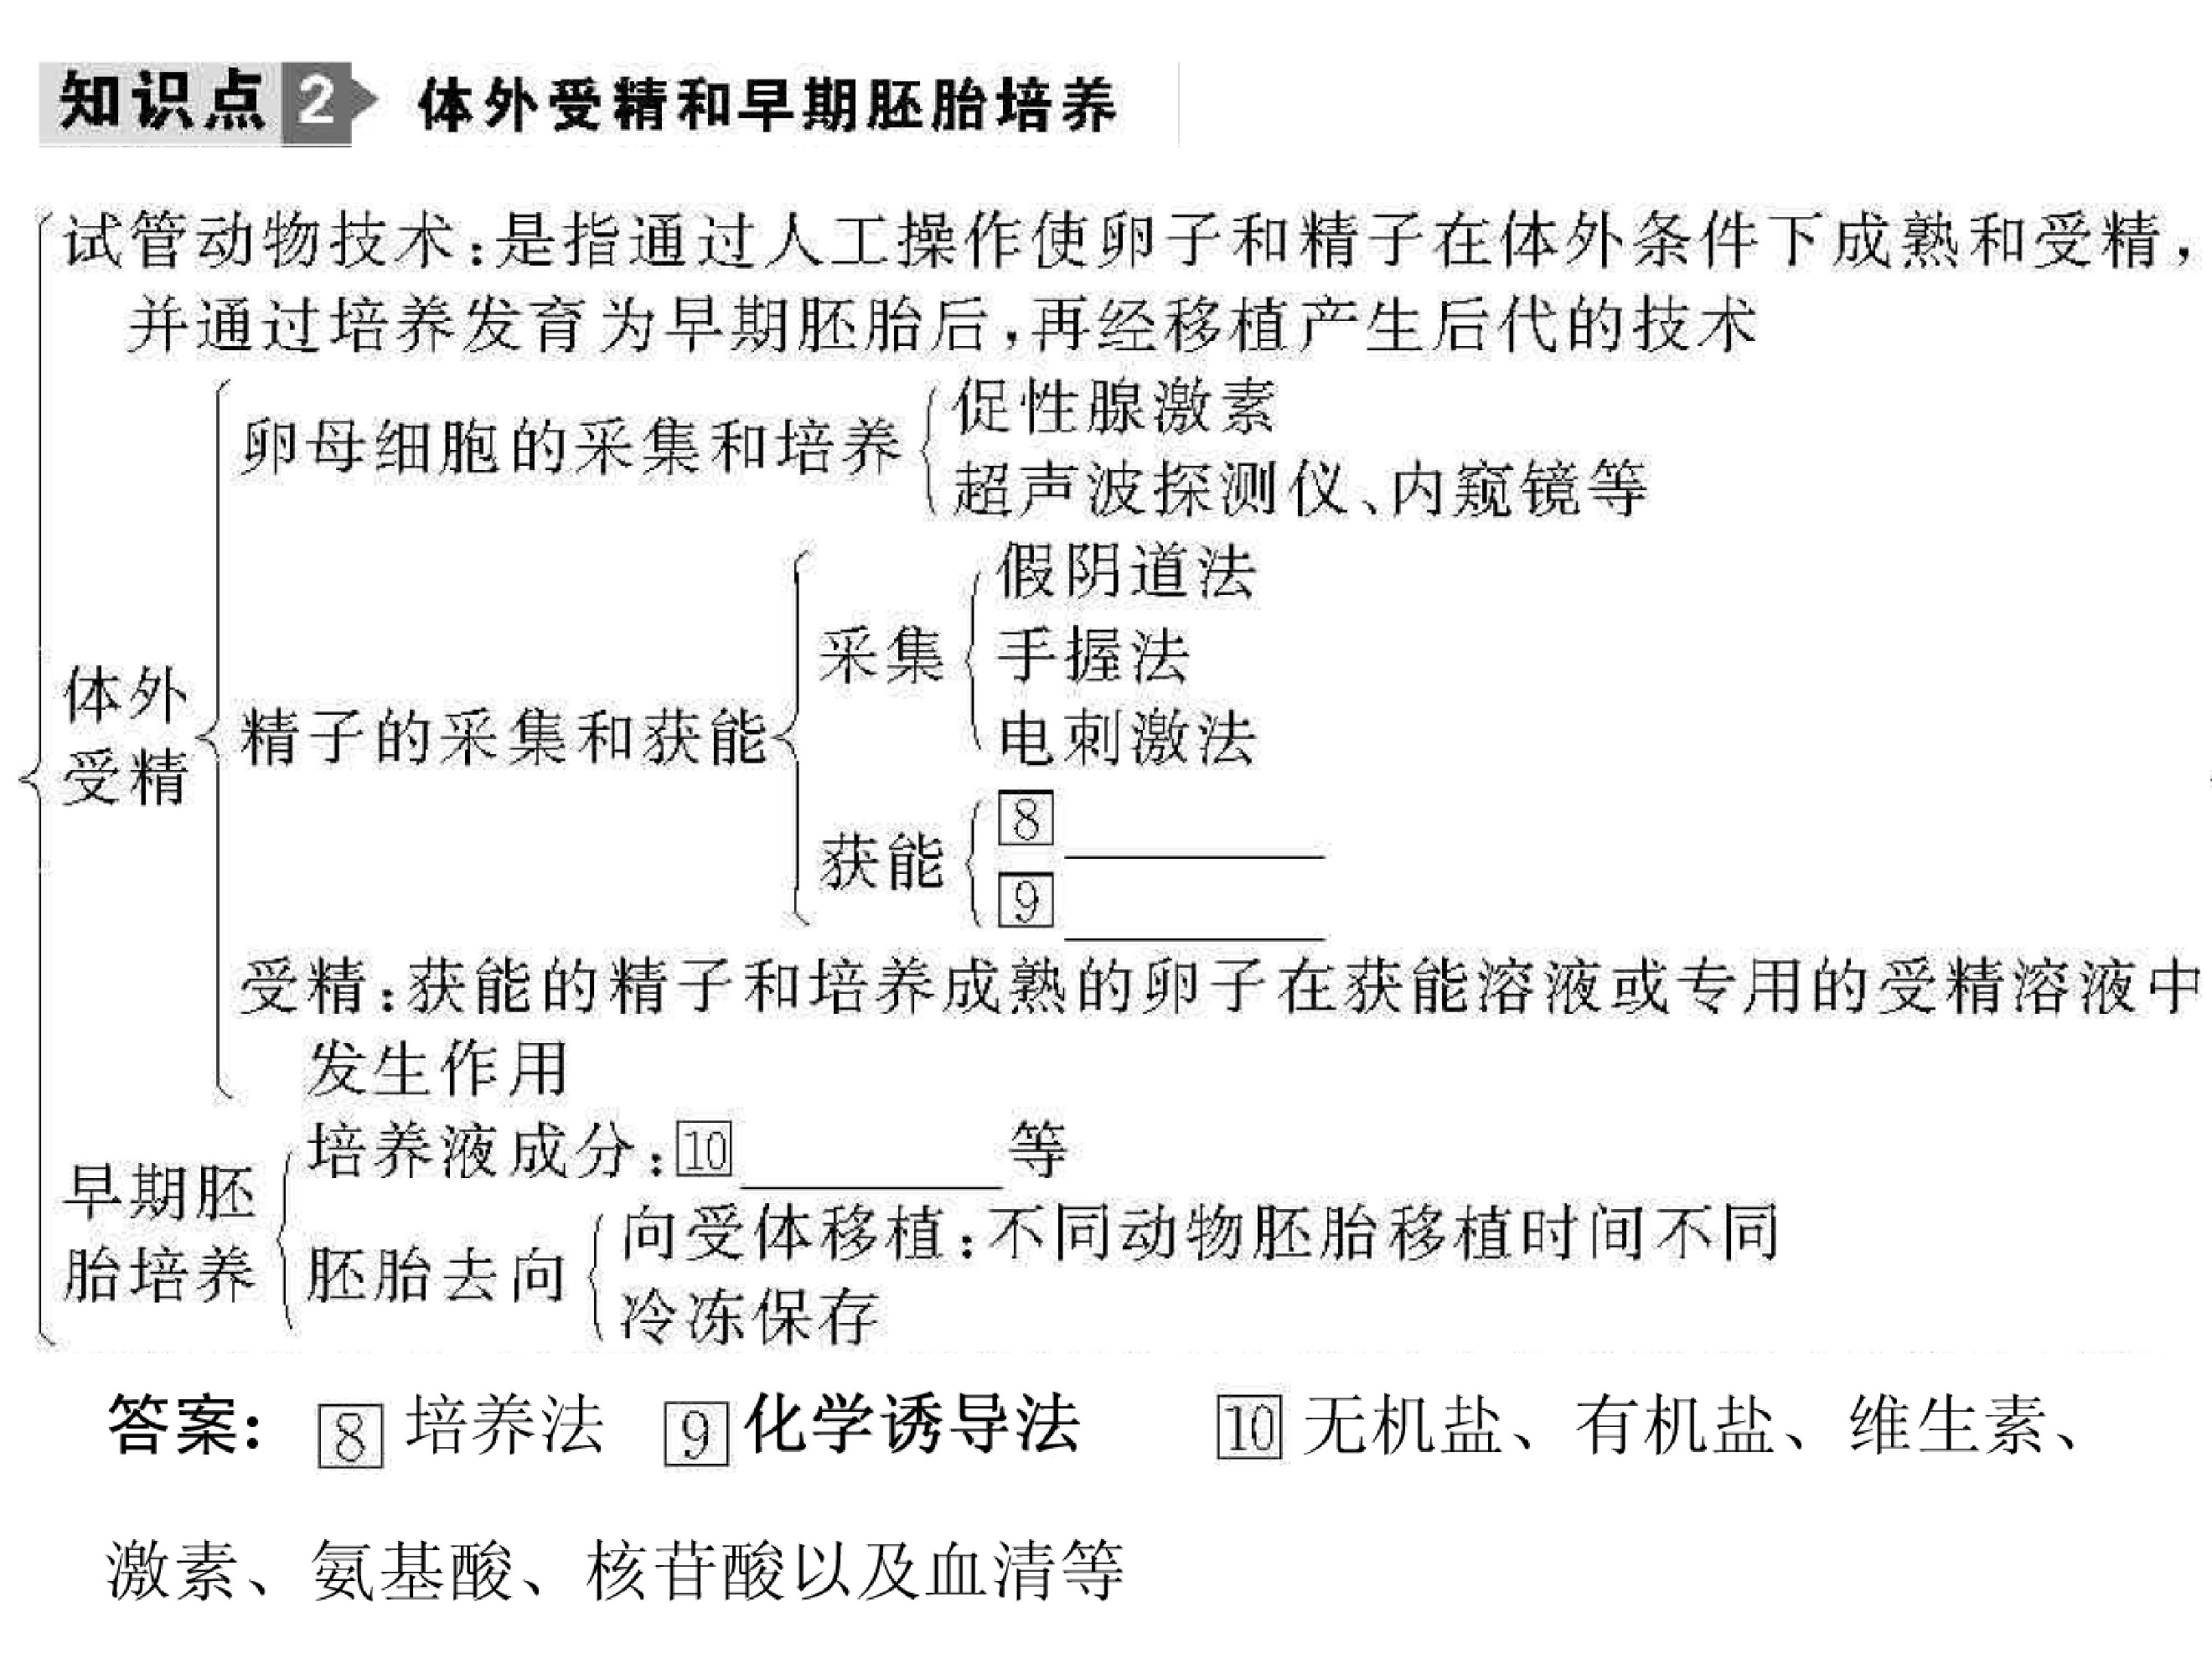 知识点 2 体外受精和早期胚胎培养
试管动物技术:是指通过人工操作使卵子和精子在体外条件下成熟和受精,
并通过培养发育为早期胚胎后,再经移植产生后代的技术
体外
受精
卵母细胞的采集和培养
促性腺激素
超声波探测仪、内窥镜等
精子的采集和获能
采集
假阴道法
手握法
电刺激法
获能
8
9
受精:获能的精子和培养成熟的卵子在获能溶液或专用的受精溶液中
发生作用
早期胚
胎培养
培养液成分:10 等
胚胎去向
向受体移植:不同动物胚胎移植时间不同
冷冻保存
答案: 8 培养法 9 化学诱导法 10 无机盐、有机盐、维生素、
激素、氨基酸、核苷酸以及血清等